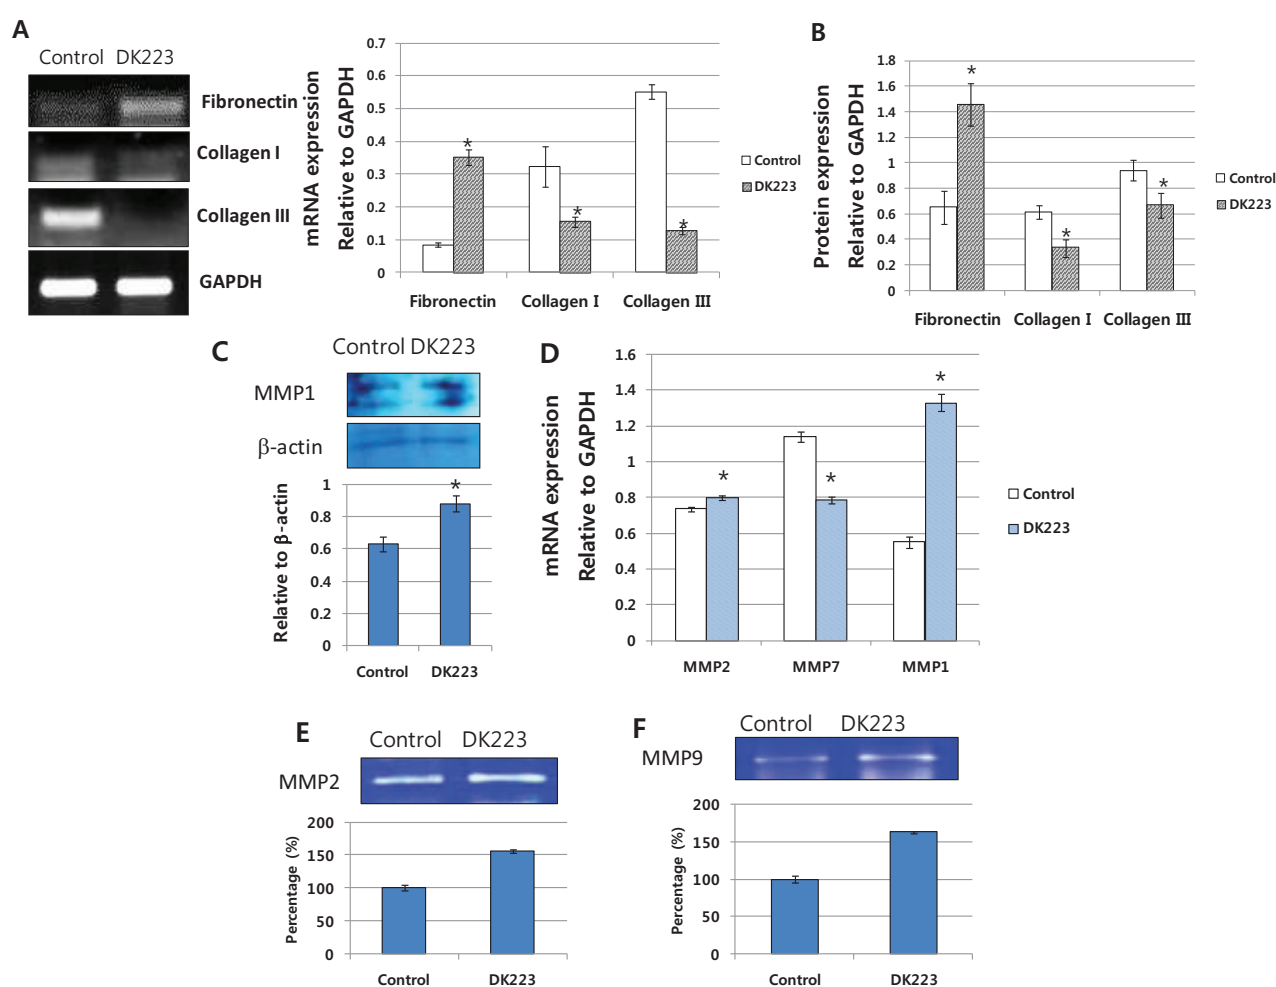 A
Control DK223
Fibronectin
Collagen I
Collagen III
GAPDH
mRNA expression
Relative to GAPDH
0.7
0.6
0.5
0.4
0.3
0.2
0.1
0
*
*
*
Fibronectin Collagen I Collagen III
Control
DK223
B
Protein expression
Relative to GAPDH
1.8
1.6
1.4
1.2
1
0.8
0.6
0.4
0.2
0
*
*
*
Fibronectin Collagen I Collagen III
Control
DK223
C
Control DK223
MMP1
β-actin
Relative to β-actin
1
0.8
0.6
0.4
0.2
0
*
Control DK223
D
mRNA expression
Relative to GAPDH
1.6
1.4
1.2
1
0.8
0.6
0.4
0.2
0
*
*
*
MMP2 MMP7 MMP1
Control
DK223
E
Control DK223
MMP2
Percentage (%)
200
150
100
50
0
Control DK223
F
Control DK223
MMP9
Percentage (%)
200
150
100
50
0
Control DK223